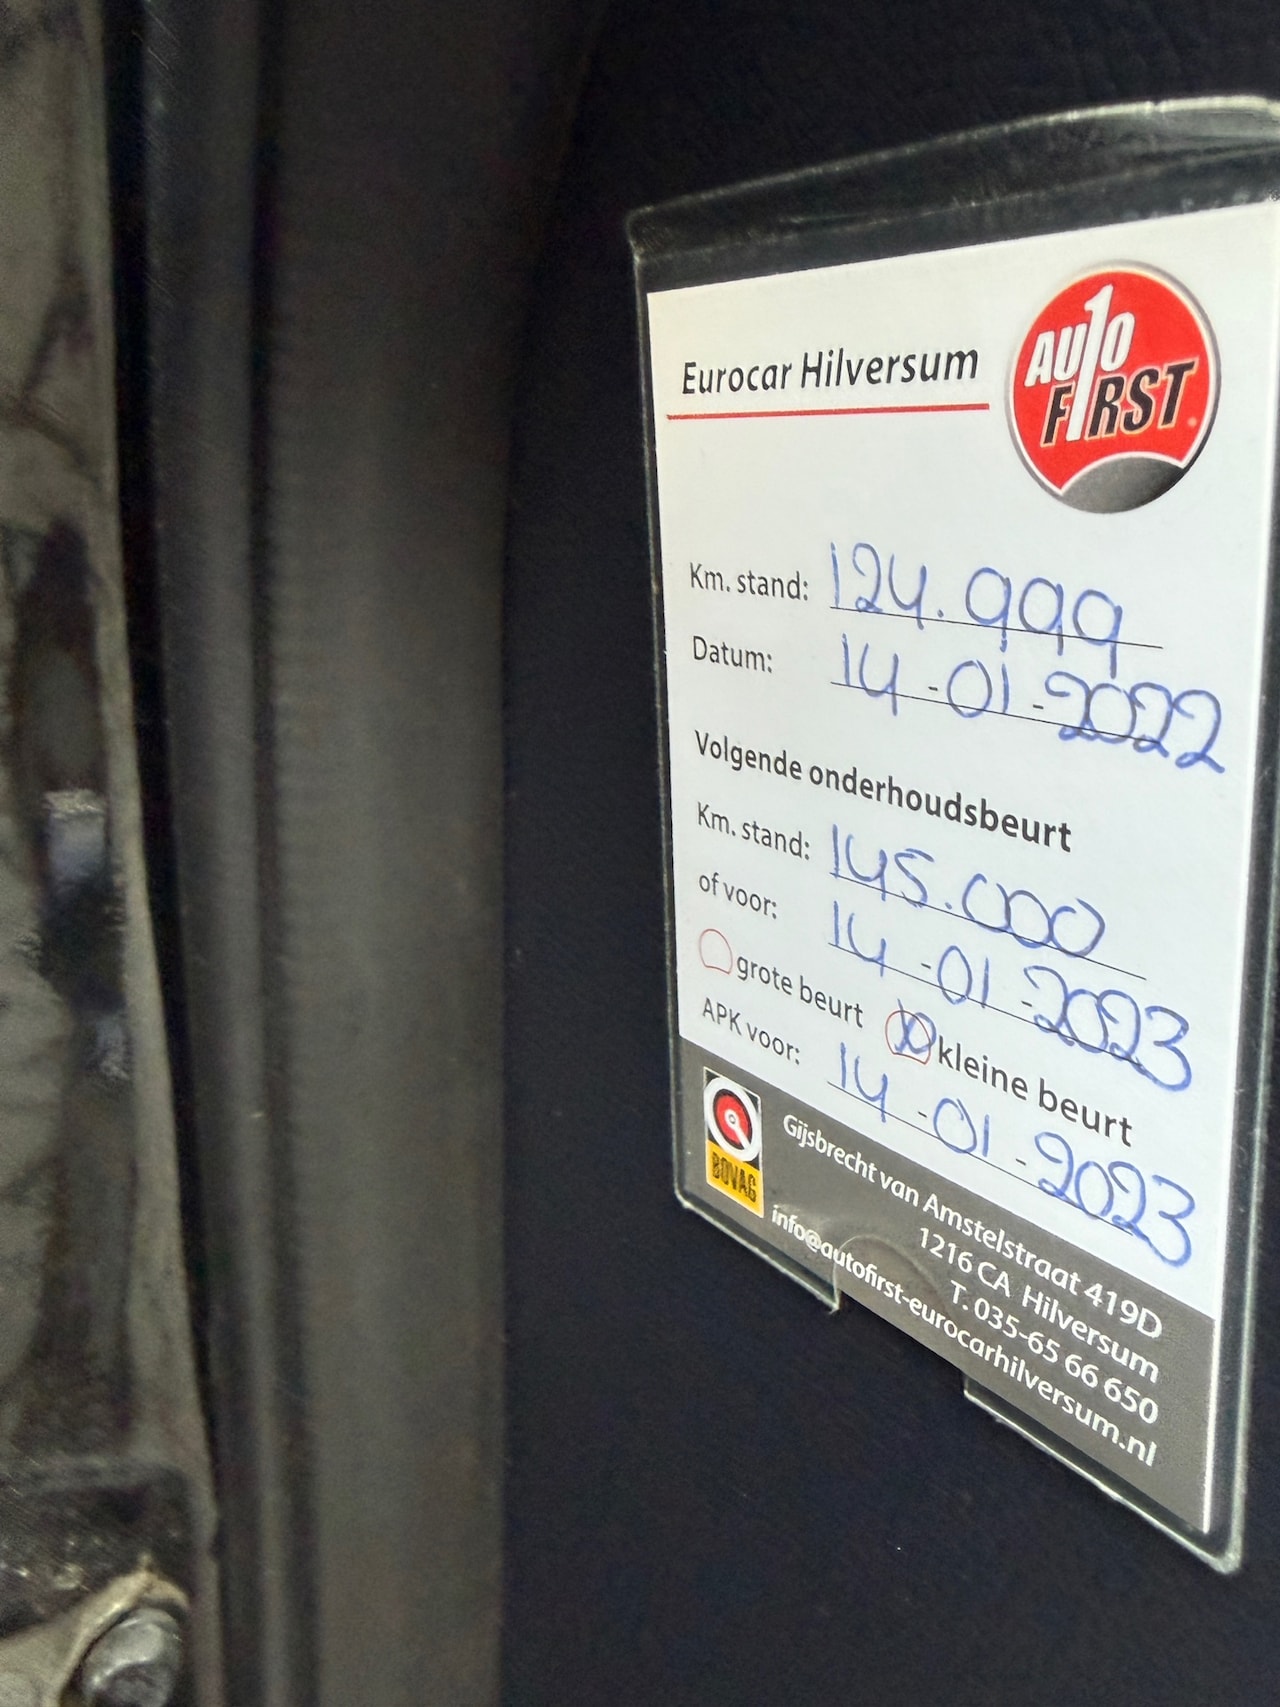 Eurocar Hilversum
AUTO
FIRST
Km. stand: 124.999
Datum: 14-01-2022
Volgende onderhoudsbeurt
Km. stand: 145.000
of voor: 14-01-2023
grote beurt kleine beurt
APK voor: 14-01-2023
BOVAG
Gijsbrecht van Amstelstraat 419D
1216 CA Hilversum
T. 035-65 66 650
info@autofirst-eurocarhilversum.nl